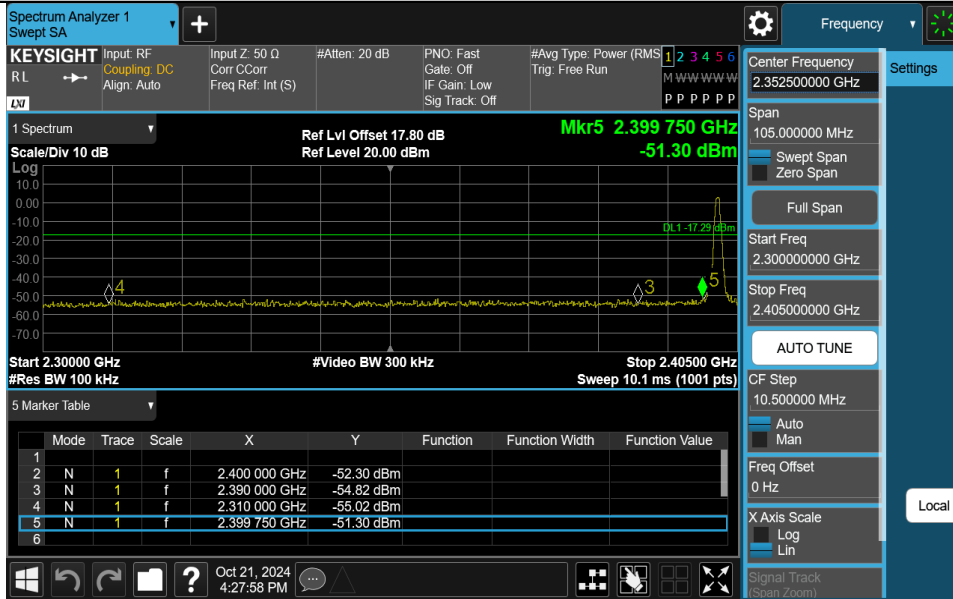 Spectrum Analyzer 1
Swept SA
+
Frequency
KEYSIGHT
RL
LXI
Input: RF
Coupling: DC
Align: Auto
Input Z: 50 Ω
Corr CCorr
Freq Ref: Int (S)
#Atten: 20 dB
PNO: Fast
Gate: Off
IF Gain: Low
Sig Track: Off
#Avg Type: Power (RMS
Trig: Free Run
1 2 3 4 5 6
M W W W W W
P P P P P P
1 Spectrum
Scale/Div 10 dB
Ref Lvl Offset 17.80 dB
Ref Level 20.00 dBm
Mkr5 2.399 750 GHz
-51.30 dBm
Log
10.0
0.00
-10.0
-20.0
-30.0
-40.0
-50.0
-60.0
-70.0
DL1 -17.29 dBm
4
3
5
Start 2.30000 GHz
#Video BW 300 kHz
Stop 2.40500 GHz
#Res BW 100 kHz
Sweep 10.1 ms (1001 pts)
5 Marker Table
Mode Trace Scale X Y Function Function Width Function Value
1
2 N 1 f 2.400 000 GHz -52.30 dBm
3 N 1 f 2.390 000 GHz -54.82 dBm
4 N 1 f 2.310 000 GHz -55.02 dBm
5 N 1 f 2.399 750 GHz -51.30 dBm
6
Center Frequency
2.352500000 GHz
Settings
Span
105.000000 MHz
Swept Span
Zero Span
Full Span
Start Freq
2.300000000 GHz
Stop Freq
2.405000000 GHz
AUTO TUNE
CF Step
10.500000 MHz
Auto
Man
Freq Offset
0 Hz
Local
X Axis Scale
Log
Lin
Signal Track
(Span Zoom)
?
Oct 21, 2024
4:27:58 PM